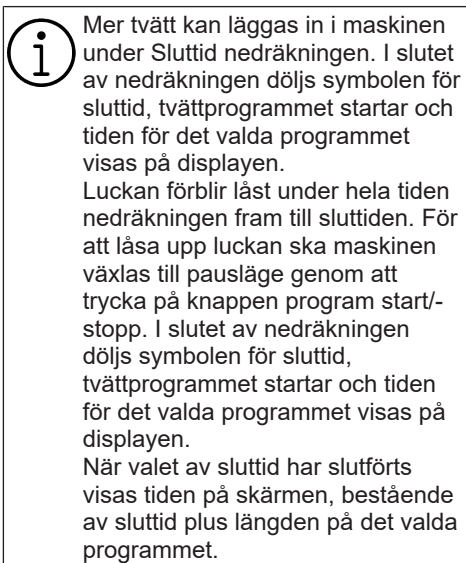 Mer tvätt kan läggas in i maskinen
under Sluttid nedräkningen. I slutet
av nedräkningen döljs symbolen för
sluttid, tvättprogrammet startar och
tiden för det valda programmet
visas på displayen.
Luckan förblir låst under hela tiden
nedräkningen fram till sluttiden. För
att låsa upp luckan ska maskinen
växlas till pausläge genom att
trycka på knappen program start/-
stopp. I slutet av nedräkningen
döljs symbolen för sluttid,
tvättprogrammet startar och tiden
för det valda programmet visas på
displayen.
När valet av sluttid har slutförts
visas tiden på skärmen, bestående
av sluttid plus längden på det valda
programmet.